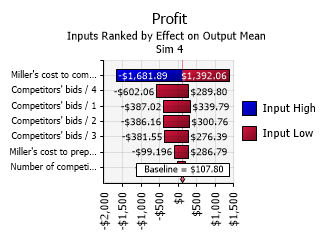 Profit
Inputs Ranked by Effect on Output Mean
Sim 4
Miller's cost to com... -$1,681.89 $1,392.06
Competitors' bids / 4 -$602.06 $289.80
Competitors' bids / 1 -$387.02 $339.79
Competitors' bids / 2 -$386.16 $300.76
Competitors' bids / 3 -$381.55 $276.39
Miller's cost to prep... -$99.196 $286.79
Number of competi... Baseline = $107.80
Input High
Input Low
-$2,000 -$1,500 -$1,000 -$500 $0 $500 $1,000 $1,500